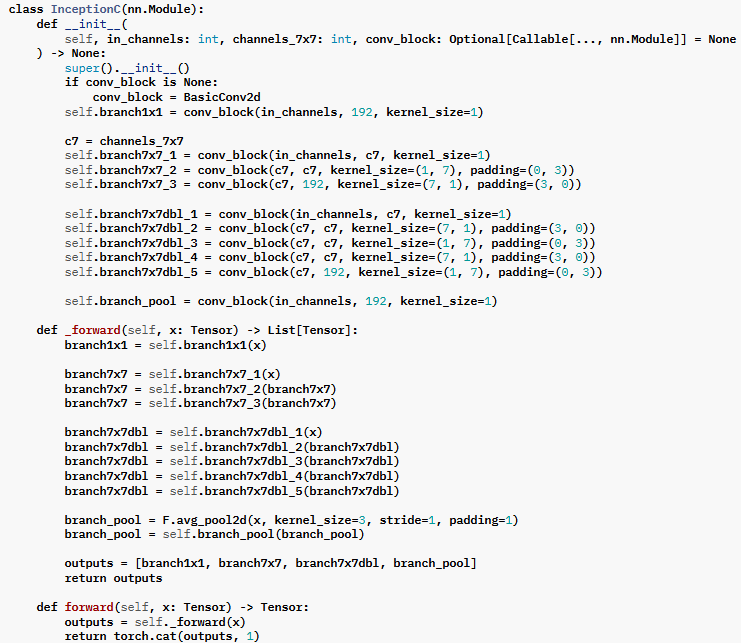 class InceptionC(nn.Module):
    def __init__(
        self, in_channels: int, channels_7x7: int, conv_block: Optional[Callable[..., nn.Module]] = None
    ) -> None:
        super().__init__()
        if conv_block is None:
            conv_block = BasicConv2d
        self.branch1x1 = conv_block(in_channels, 192, kernel_size=1)

        c7 = channels_7x7
        self.branch7x7_1 = conv_block(in_channels, c7, kernel_size=1)
        self.branch7x7_2 = conv_block(c7, c7, kernel_size=(1, 7), padding=(0, 3))
        self.branch7x7_3 = conv_block(c7, 192, kernel_size=(7, 1), padding=(3, 0))

        self.branch7x7dbl_1 = conv_block(in_channels, c7, kernel_size=1)
        self.branch7x7dbl_2 = conv_block(c7, c7, kernel_size=(7, 1), padding=(3, 0))
        self.branch7x7dbl_3 = conv_block(c7, c7, kernel_size=(1, 7), padding=(0, 3))
        self.branch7x7dbl_4 = conv_block(c7, c7, kernel_size=(7, 1), padding=(3, 0))
        self.branch7x7dbl_5 = conv_block(c7, 192, kernel_size=(1, 7), padding=(0, 3))

        self.branch_pool = conv_block(in_channels, 192, kernel_size=1)

    def _forward(self, x: Tensor) -> List[Tensor]:
        branch1x1 = self.branch1x1(x)

        branch7x7 = self.branch7x7_1(x)
        branch7x7 = self.branch7x7_2(branch7x7)
        branch7x7 = self.branch7x7_3(branch7x7)

        branch7x7dbl = self.branch7x7dbl_1(x)
        branch7x7dbl = self.branch7x7dbl_2(branch7x7dbl)
        branch7x7dbl = self.branch7x7dbl_3(branch7x7dbl)
        branch7x7dbl = self.branch7x7dbl_4(branch7x7dbl)
        branch7x7dbl = self.branch7x7dbl_5(branch7x7dbl)

        branch_pool = F.avg_pool2d(x, kernel_size=3, stride=1, padding=1)
        branch_pool = self.branch_pool(branch_pool)

        outputs = [branch1x1, branch7x7, branch7x7dbl, branch_pool]
        return outputs

    def forward(self, x: Tensor) -> Tensor:
        outputs = self._forward(x)
        return torch.cat(outputs, 1)